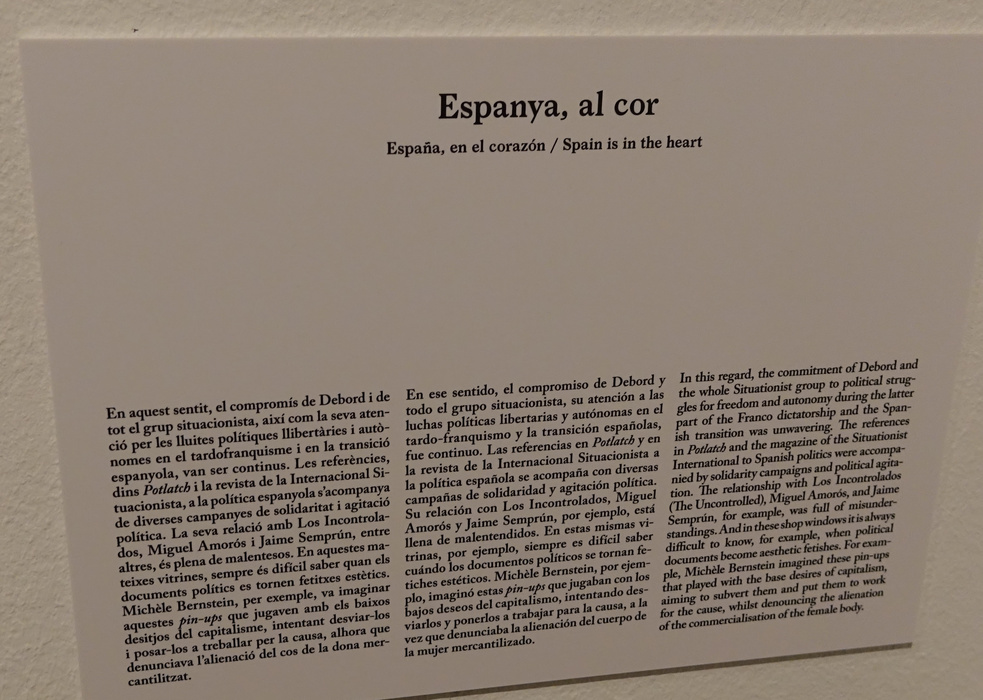 Espanya, al cor
España, en el corazón / Spain is in the heart
En aquest sentit, el compromís de Debord i de
tot el grup situacionista, així com la seva aten-
ció per les lluites polítiques llibertàries i autò-
nomes en el tardofranquisme i en la transició
espanyola, van ser continus. Les referències,
dins Potlatch i la revista de la Internacional Si-
tuacionista, a la política espanyola s'acompanya
de diverses campanyes de solidaritat i agitació
política. La seva relació amb Los Incontrola-
dos, Miguel Amorós i Jaime Semprún, entre
altres, és plena de malentesos. En aquestes ma-
teixes vitrines, sempre és difícil saber quan els
documents polítics es tornen fetitxes estètics.
Michèle Bernstein, per exemple, va imaginar
aquestes pin-ups que jugaven amb els baixos
desitjos del capitalisme, intentant desviar-los
i posar-los a treballar per la causa, alhora que
denunciava l'alienació del cos de la dona mer-
cantilitzat.
En ese sentido, el compromiso de Debord y
todo el grupo situacionista, su atención a las
luchas políticas libertarias y autónomas en el
tardo-franquismo y la transición españolas,
fue continuo. Las referencias en Potlatch y en
la revista de la Internacional Situacionista a
la política española se acompaña con diversas
campañas de solidaridad y agitación política.
Su relación con Los Incontrolados, Miguel
Amorós y Jaime Semprún, por ejemplo, está
llena de malentendidos. En estas mismas vi-
trinas, por ejemplo, siempre es difícil saber
cuándo los documentos políticos se tornan fe-
tiches estéticos. Michèle Bernstein, por ejem-
plo, imaginó estas pin-ups que jugaban con los
bajos deseos del capitalismo, intentando des-
viarlos y ponerlos a trabajar para la causa, a la
vez que denunciaba la alienación del cuerpo de
la mujer mercantilizado.
In this regard, the commitment of Debord and
the whole Situationist group to political strug-
gles for freedom and autonomy during the latter
part of the Franco dictatorship and the Span-
ish transition was unwavering. The references
in Potlatch and the magazine of the Situationist
International to Spanish politics were accompa-
nied by solidarity campaigns and political agita-
tion. The relationship with Los Incontrolados
(The Uncontrolled), Miguel Amorós, and Jaime
Semprún, for example, was full of misunder-
standings. And in these shop windows it is always
difficult to know, for example, when political
documents become aesthetic fetishes. For exam-
ple, Michèle Bernstein imagined these pin-ups
that played with the base desires of capitalism,
aiming to subvert them and put them to work
for the cause, whilst denouncing the alienation
of the commercialisation of the female body.